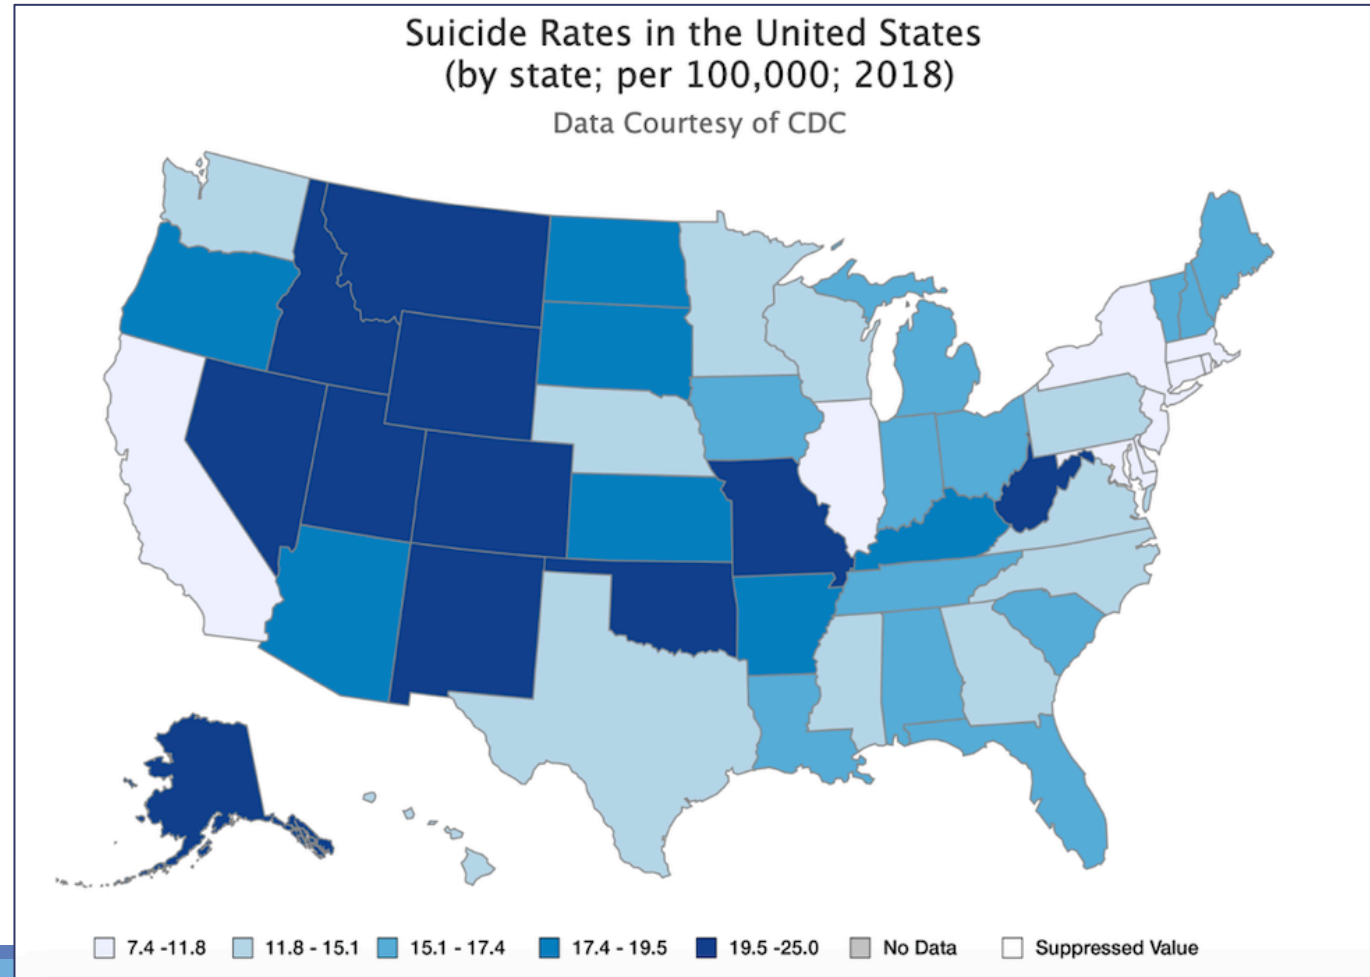 Suicide Rates in the United States
(by state; per 100,000; 2018)
Data Courtesy of CDC
7.4 -11.8 11.8 - 15.1 15.1 - 17.4 17.4 - 19.5 19.5 -25.0 No Data Suppressed Value